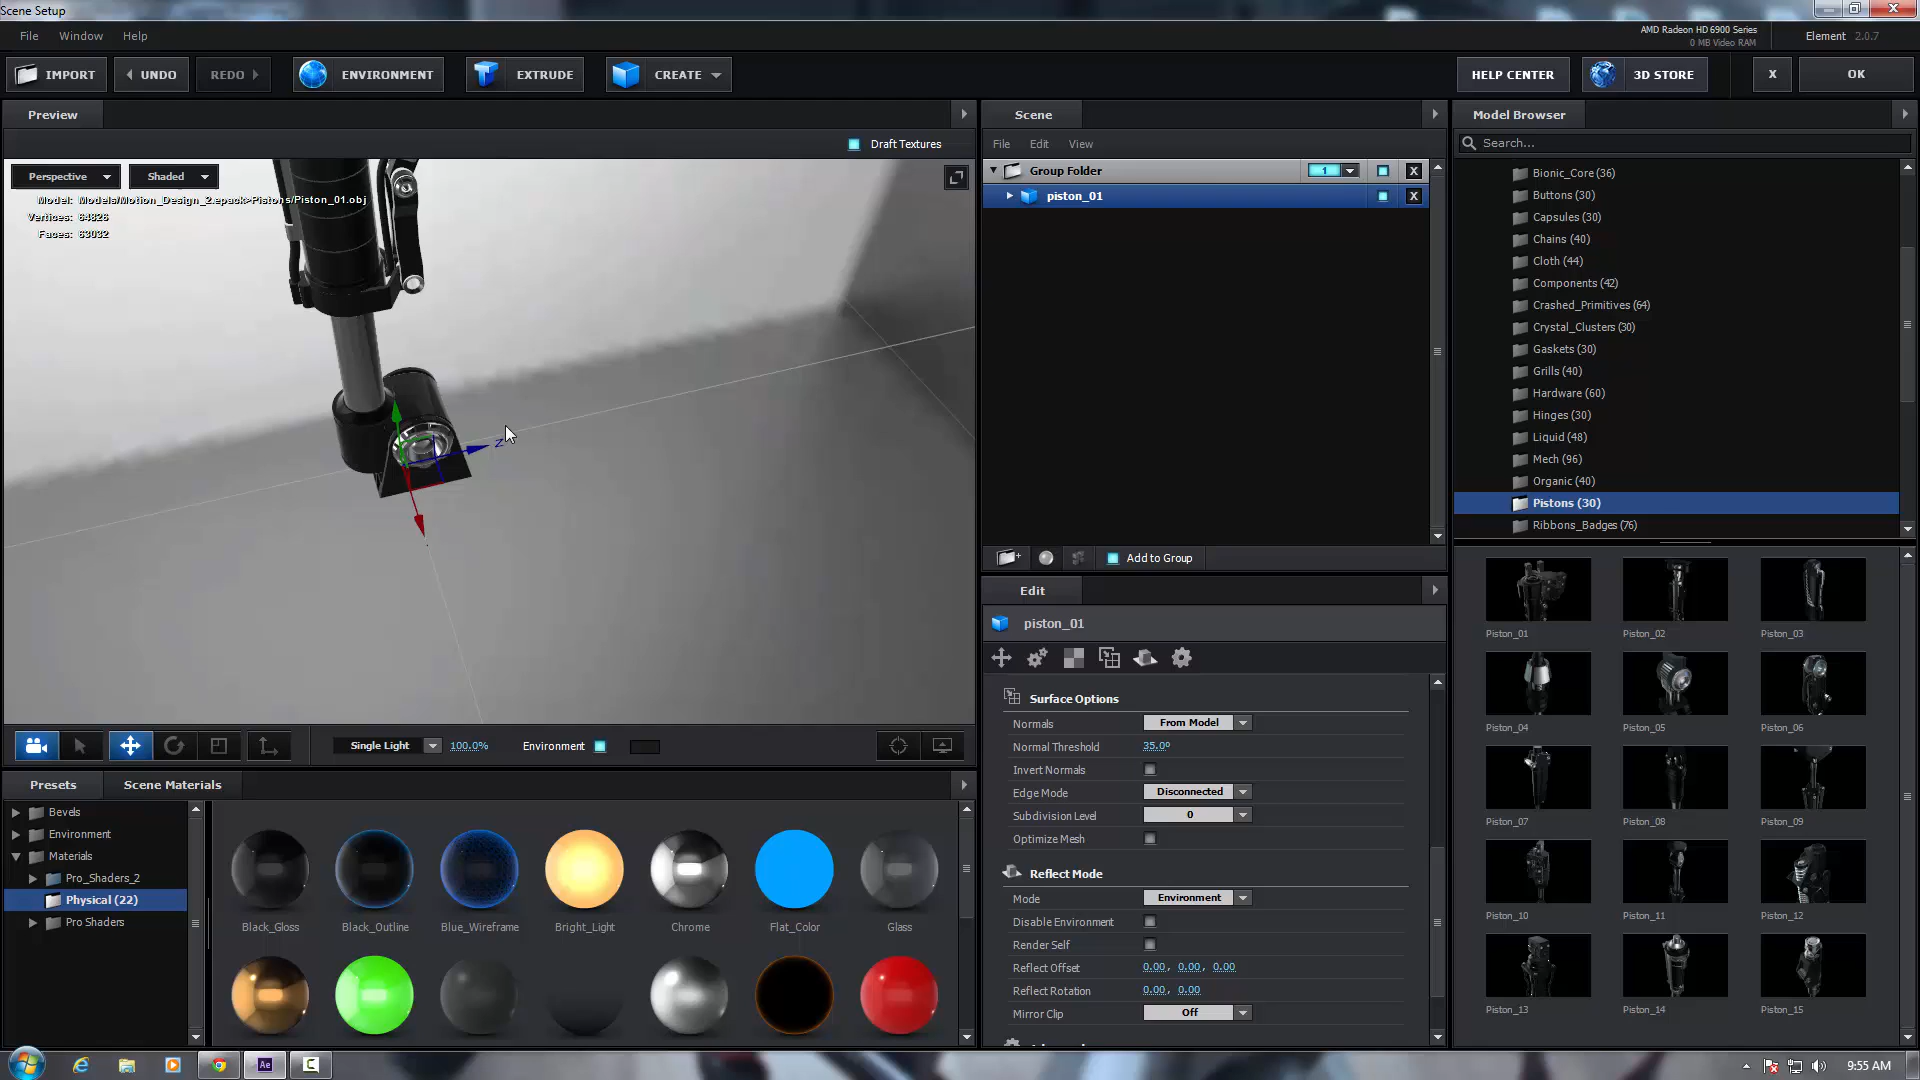 Scene Setup
File Window Help
AMD Radeon HD 6900 Series
0 MB Video RAM
Element 2.0.7
IMPORT UNDO REDO ENVIRONMENT EXTRUDE CREATE HELP CENTER 3D STORE X OK
Preview
Draft Textures
Perspective Shaded
Model: Models/Motion_Design_2.epack>Pistons/Piston_01.obj
Vertices: 64826
Faces: 63032
Z
Single Light 100.0% Environment
Scene
File Edit View
Group Folder 1 X
piston_01 X
Add to Group
Edit
piston_01
Surface Options
Normals From Model
Normal Threshold 35.0º
Invert Normals
Edge Mode Disconnected
Subdivision Level 0
Optimize Mesh
Reflect Mode
Mode Environment
Disable Environment
Render Self
Reflect Offset 0.00, 0.00, 0.00
Reflect Rotation 0.00, 0.00
Mirror Clip Off
Model Browser
Search...
Bionic_Core (36)
Buttons (30)
Capsules (30)
Chains (40)
Cloth (44)
Components (42)
Crashed_Primitives (64)
Crystal_Clusters (30)
Gaskets (30)
Grills (40)
Hardware (60)
Hinges (30)
Liquid (48)
Mech (96)
Organic (40)
Pistons (30)
Ribbons_Badges (76)
Piston_01 Piston_02 Piston_03
Piston_04 Piston_05 Piston_06
Piston_07 Piston_08 Piston_09
Piston_10 Piston_11 Piston_12
Piston_13 Piston_14 Piston_15
Presets Scene Materials
Bevels
Environment
Materials
Pro_Shaders_2
Physical (22)
Pro Shaders
Black_Gloss Black_Outline Blue_Wireframe Bright_Light Chrome Flat_Color Glass
Ae
9:55 AM